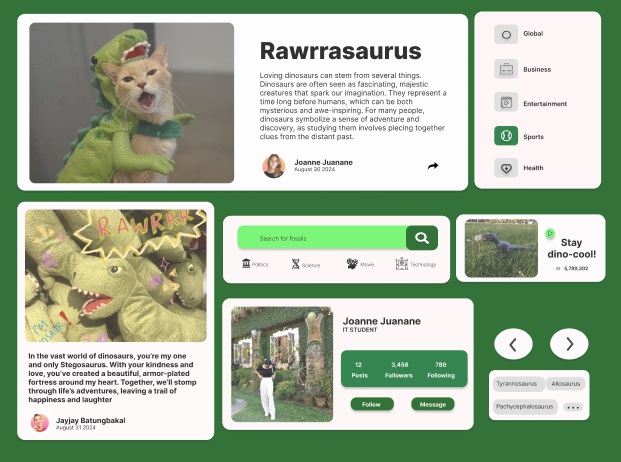 Rawrrasaurus
Loving dinosaurs can stem from several things.
Dinosaurs are often seen as fascinating, majestic
creatures that spark our imagination. They represent a
time long before humans, which can be both
mysterious and awe-inspiring. For many people,
dinosaurs symbolize a sense of adventure and
discovery, as studying them involves piecing together
clues from the distant past.
Joanne Juanane
August 30 2024
Global
Business
Entertainment
Sports
Health
RAWRRR
In the vast world of dinosaurs, you're my one
and only Stegosaurus. With your kindness and
love, you've created a beautiful, armor-plated
fortress around my heart. Together, we'll stomp
through life's adventures, leaving a trail of
happiness and laughter
Jayjay Batungbakal
August 31 2024
Search for fossils
Politics
Science
Movie
Technology
Stay
dino-cool!
5,789,302
Joanne Juanane
IT STUDENT
12 3,456 789
Posts Followers Following
Follow Message
Tyrannosaurus Allosaurus
Pachycephalosaurus